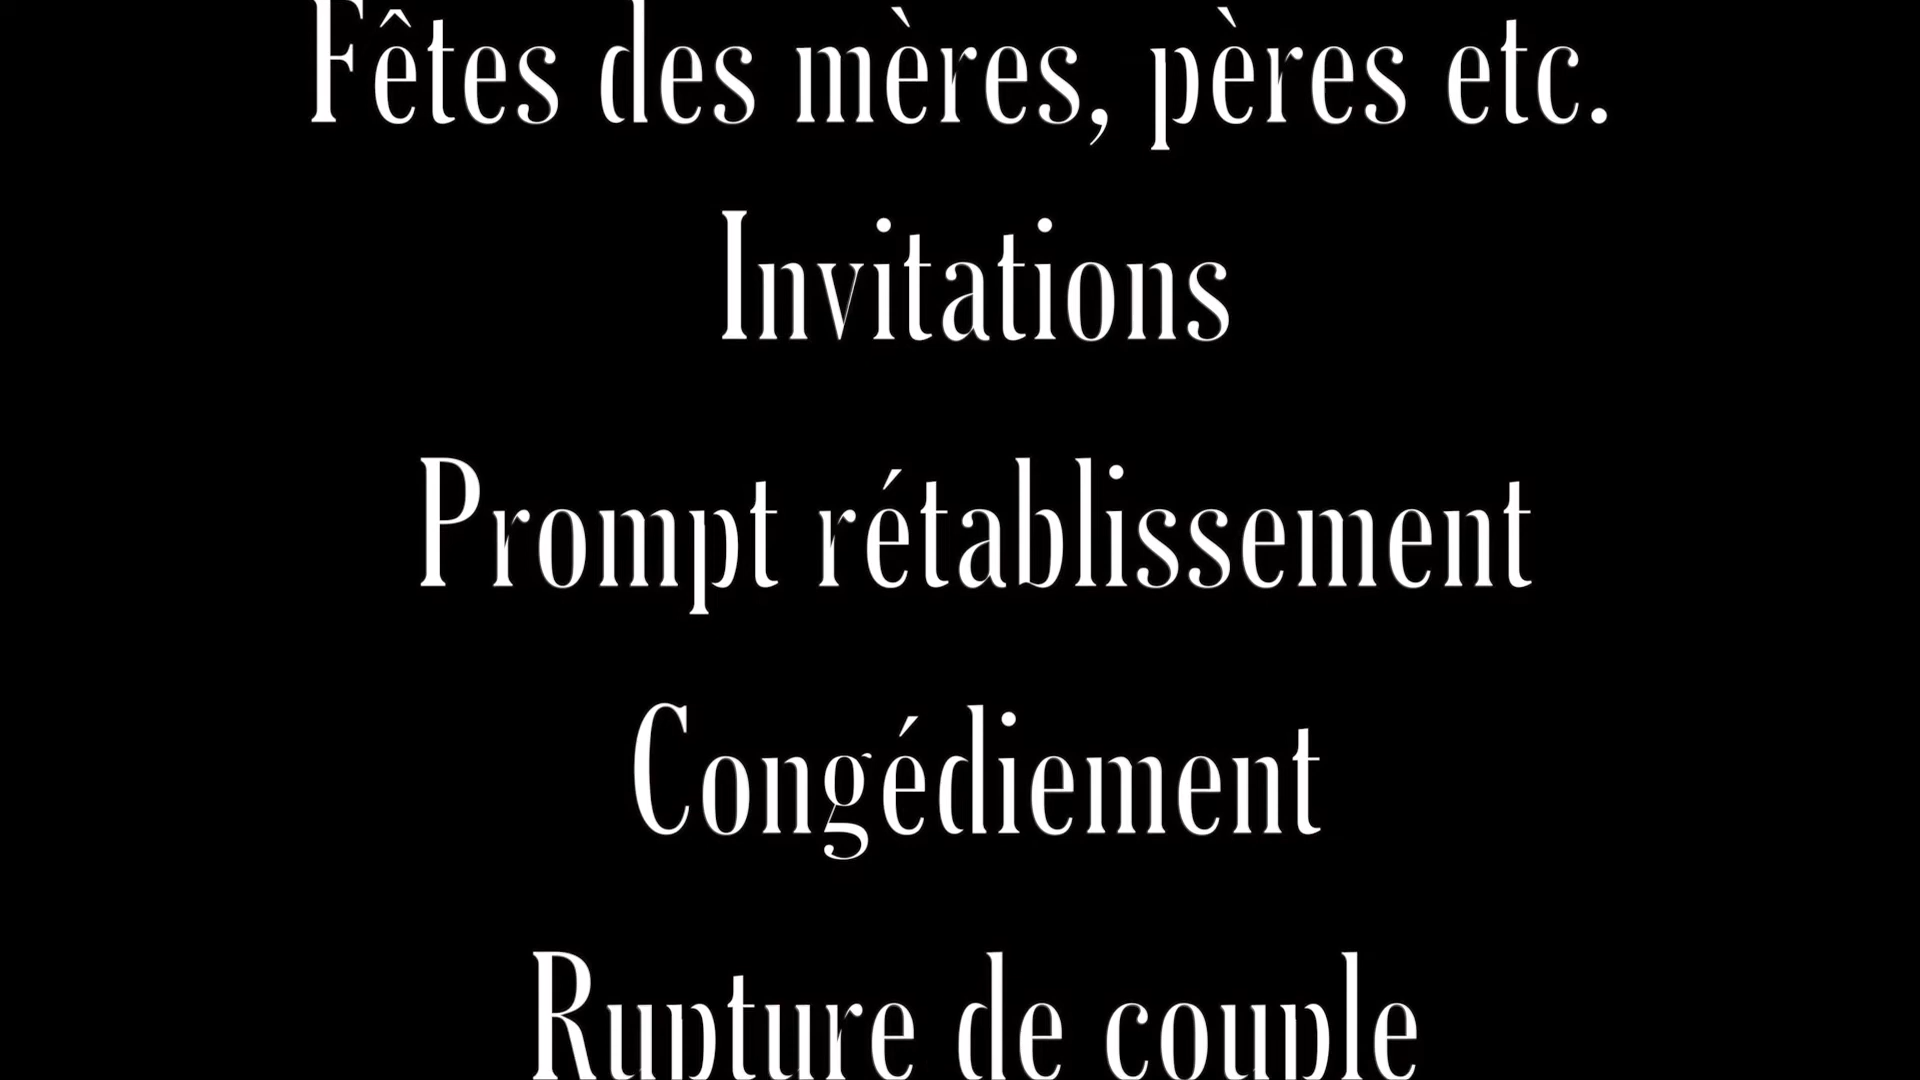 Fêtes des mères, pères etc.
Invitations
Prompt rétablissement
Congédiement
Rupture de couple